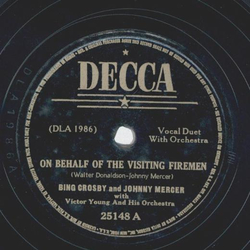 DECCA
(DLA 1986)
Vocal Duet
With Orchestra
ON BEHALF OF THE VISITING FIREMEN
(Walter Donaldson-Johnny Mercer)
BING CROSBY and JOHNNY MERCER
with
Victor Young And His Orchestra
25148 A